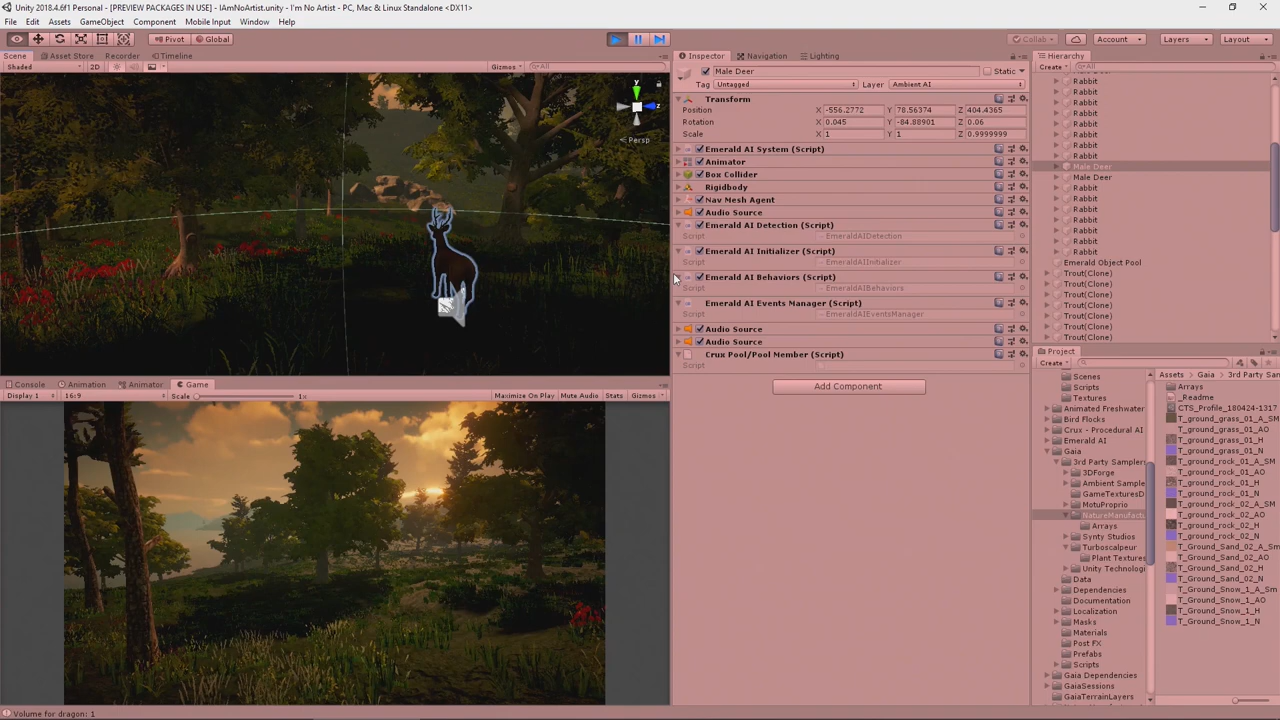 Unity 2018.4.6f1 Personal - [PREVIEW PACKAGES IN USE] - IAmNoArtist.unity - I'm No Artist - PC, Mac & Linux Standalone <DX11>
File Edit Assets GameObject Component Mobile Input Window Help
Pivot Global Collab Account Layers Layout
Scene Asset Store Recorder Timeline
Shaded 2D Gizmos All
y
z
Persp
Console Animation Animator Game
Display 1 16:9 Scale 1x Maximize On Play Mute Audio Stats Gizmos
Volume for dragon: 1
Inspector Navigation Lighting
Male Deer Static
Tag Untagged Layer Ambient AI
Transform
Position X -556.2772 Y 78.56374 Z 404.4365
Rotation X 0.045 Y -84.88901 Z 0.06
Scale X 1 Y 1 Z 0.9999999
Emerald AI System (Script)
Animator
Box Collider
Rigidbody
Nav Mesh Agent
Audio Source
Emerald AI Detection (Script)
Script EmeraldAIDetection
Emerald AI Initializer (Script)
Script EmeraldAIInitializer
Emerald AI Behaviors (Script)
Script EmeraldAIBehaviors
Emerald AI Events Manager (Script)
Script EmeraldAIEventsManager
Audio Source
Audio Source
Crux Pool/Pool Member (Script)
Script
Add Component
Hierarchy
Create All
Rabbit
Rabbit
Rabbit
Rabbit
Rabbit
Rabbit
Rabbit
Rabbit
Male Deer
Male Deer
Rabbit
Rabbit
Rabbit
Rabbit
Rabbit
Rabbit
Rabbit
Emerald Object Pool
Trout(Clone)
Trout(Clone)
Trout(Clone)
Trout(Clone)
Trout(Clone)
Trout(Clone)
Trout(Clone)
Project
Create
Scenes
Scripts
Textures
Animated Freshwater
Bird Flocks
Crux - Procedural AI
Emerald AI
Gaia
3rd Party Samplers
3DForge
Ambient Sample
GameTexturesD
MotuProprio
NatureManufact
Arrays
Synty Studios
Turboscalpeur
Plant Textures
Unity Technologi
Data
Dependencies
Documentation
Localization
Masks
Materials
Post FX
Prefabs
Scripts
Gaia Dependencies
GaiaSessions
GaiaTerrainLayers
Assets Gaia 3rd Party San
Arrays
_Readme
CTS_Profile_180424-1317
T_ground_grass_01_A_SM
T_ground_grass_01_AO
T_ground_grass_01_H
T_ground_grass_01_N
T_ground_rock_01_A_SM
T_ground_rock_01_AO
T_ground_rock_01_H
T_ground_rock_01_N
T_ground_rock_02_A_SM
T_ground_rock_02_AO
T_ground_rock_02_H
T_ground_rock_02_N
T_Ground_Sand_02_A_Sm
T_Ground_Sand_02_AO
T_Ground_Sand_02_H
T_Ground_Sand_02_N
T_Ground_Snow_1_A_Sm
T_Ground_Snow_1_AO
T_Ground_Snow_1_H
T_Ground_Snow_1_N